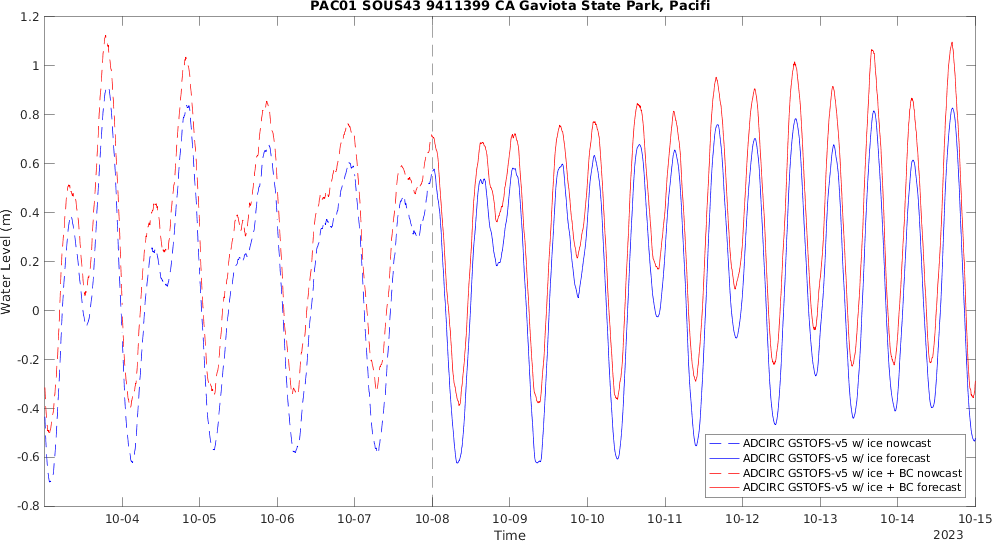 PAC01 SOUS43 9411399 CA Gaviota State Park, Pacifi
1.2
1
0.8
0.6
0.4
0.2
0
-0.2
-0.4
-0.6
-0.8
Water Level (m)
ADCIRC GSTOFS-v5 w/ ice nowcast
ADCIRC GSTOFS-v5 w/ ice forecast
ADCIRC GSTOFS-v5 w/ ice + BC nowcast
ADCIRC GSTOFS-v5 w/ ice + BC forecast
10-04 10-05 10-06 10-07 10-08 10-09 10-10 10-11 10-12 10-13 10-14 10-15
Time
2023